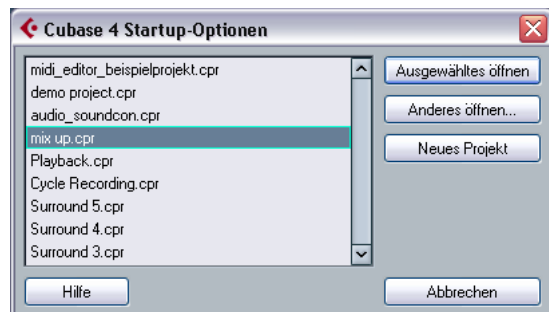 Cubase 4 Startup-Optionen
midi_editor_beispielprojekt.cpr
demo project.cpr
audio_soundcon.cpr
mix up.cpr
Playback.cpr
Cycle Recording.cpr
Surround 5.cpr
Surround 4.cpr
Surround 3.cpr
Ausgewähltes öffnen
Anderes öffnen...
Neues Projekt
Hilfe
Abbrechen